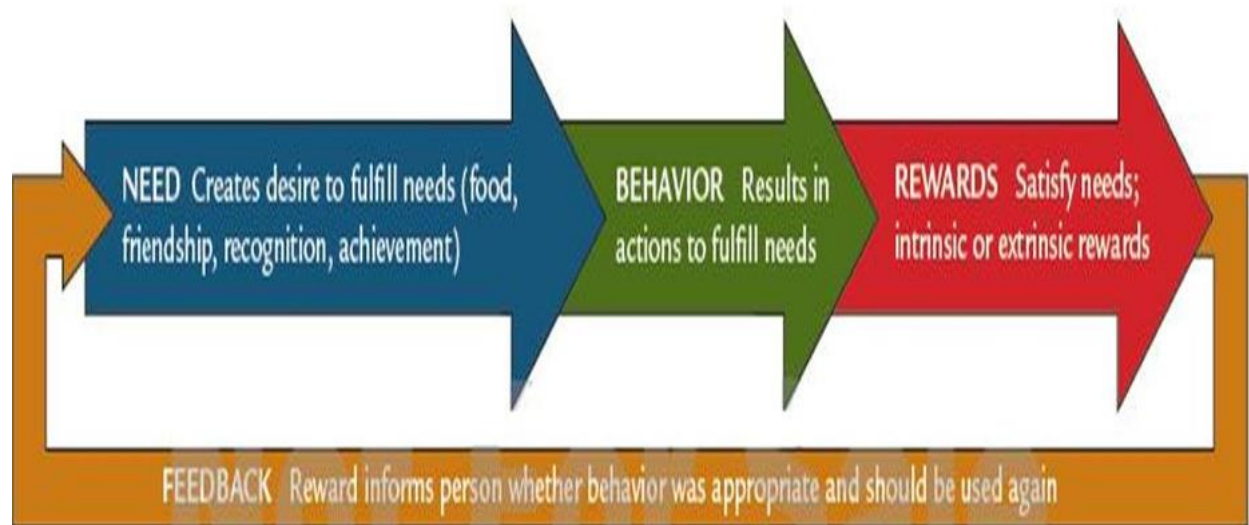 NEED Creates desire to fulfill needs (food,
friendship, recognition, achievement)
BEHAVIOR Results in
actions to fulfill needs
REWARDS Satisfy needs;
intrinsic or extrinsic rewards
FEEDBACK Reward informs person whether behavior was appropriate and should be used again